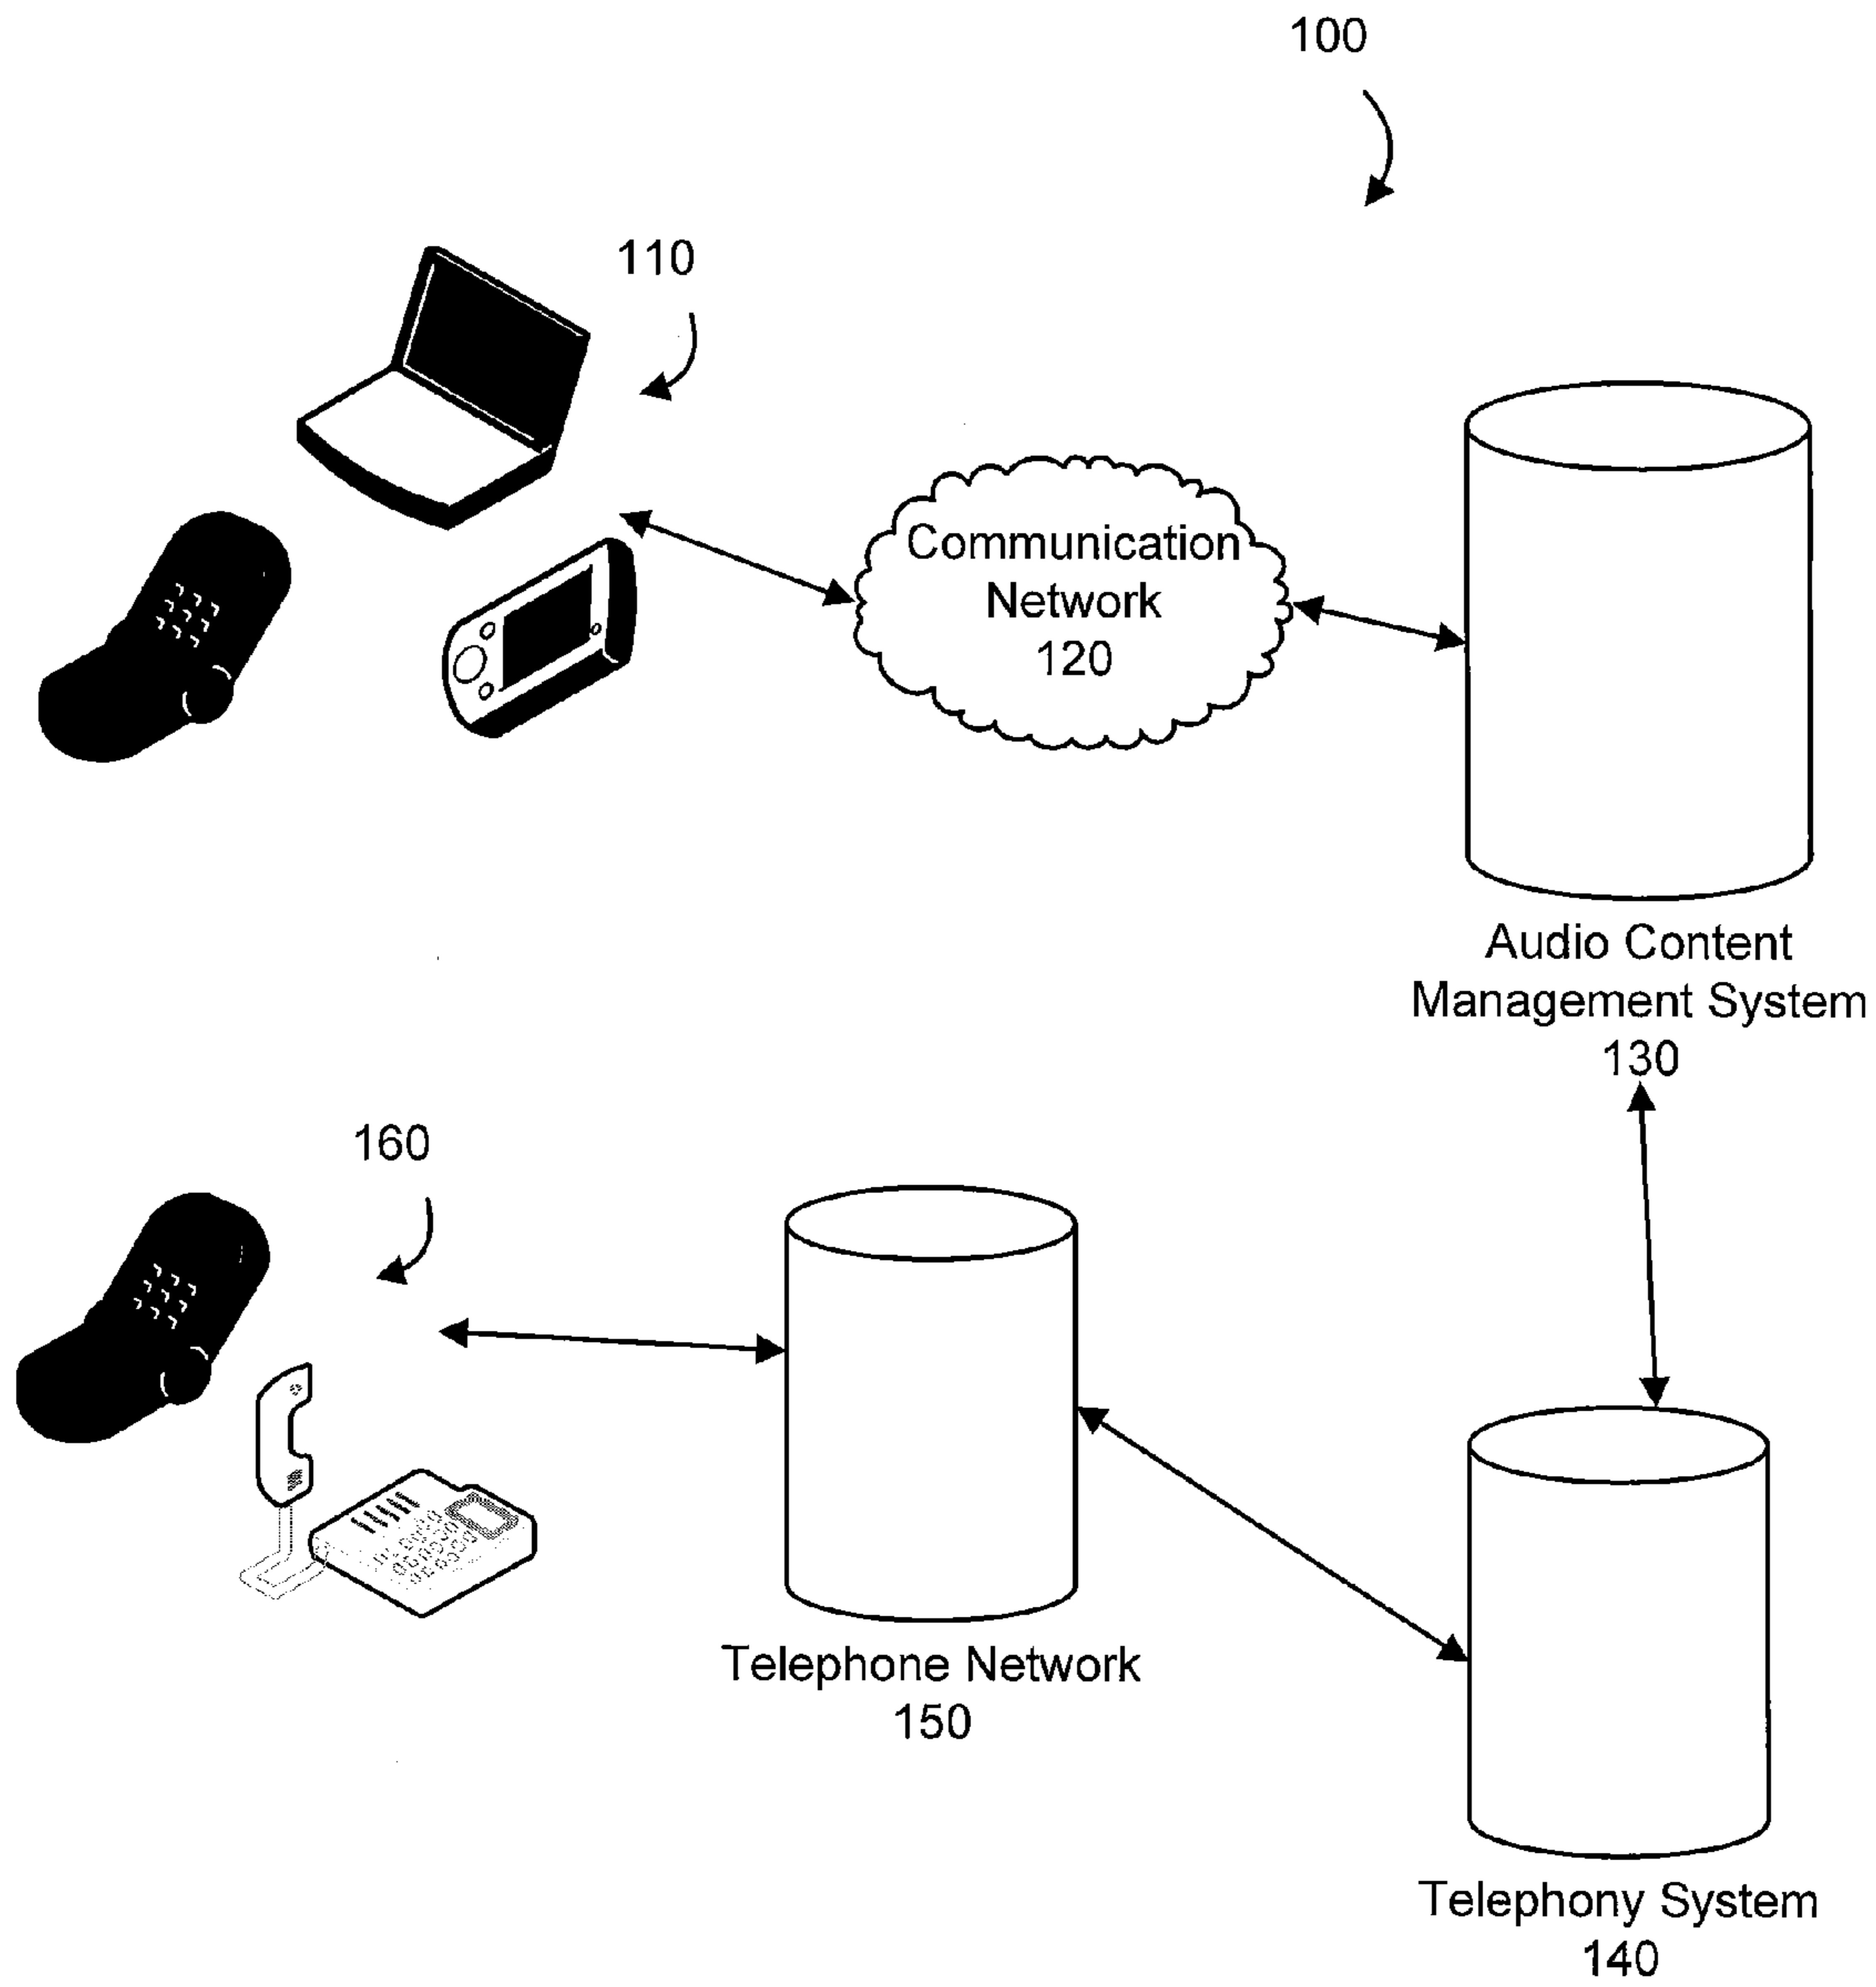 100
110
Communication
Network
120
Audio Content
Management System
130
160
Telephone Network
150
Telephony System
140